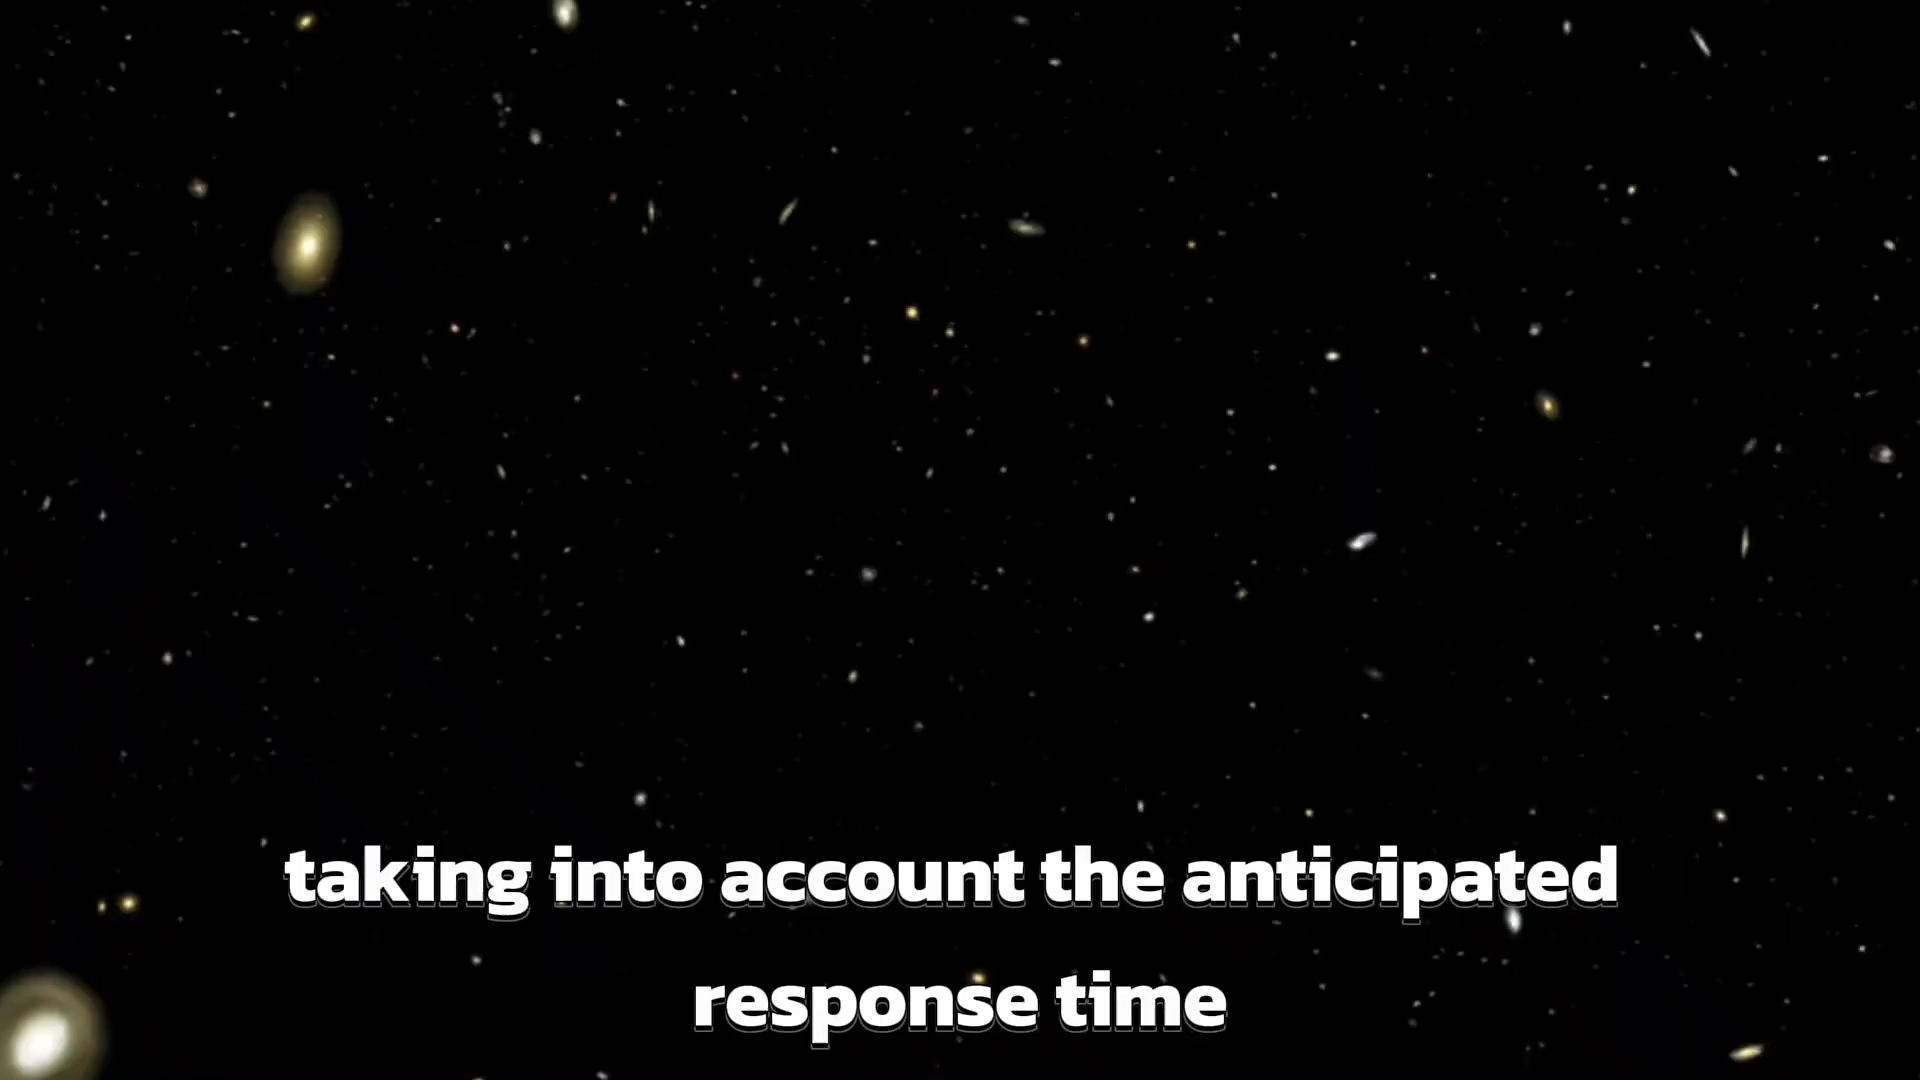 taking into account the anticipated
response time